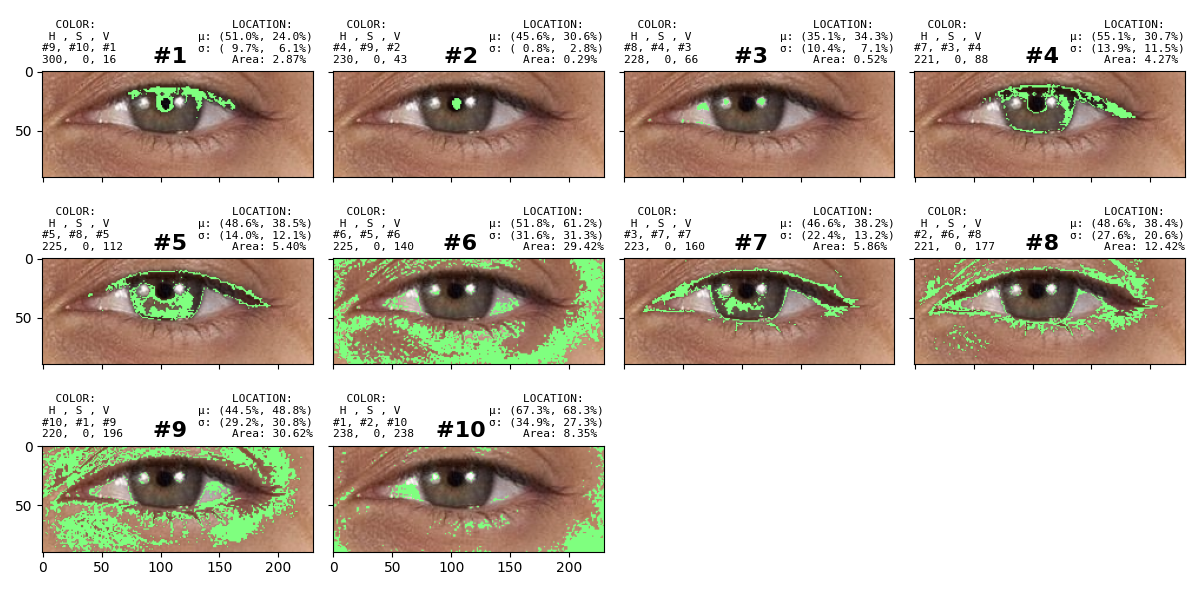 COLOR: LOCATION:
H , S , V μ: (51.0%, 24.0%)
#9, #10, #1 #1 σ: ( 9.7%,  6.1%)
300,  0, 16 Area: 2.87%
COLOR: LOCATION:
H , S , V μ: (45.6%, 30.6%)
#4, #9, #2 #2 σ: ( 0.8%,  2.8%)
230,  0, 43 Area: 0.29%
COLOR: LOCATION:
H , S , V μ: (35.1%, 34.3%)
#8, #4, #3 #3 σ: (10.4%,  7.1%)
228,  0, 66 Area: 0.52%
COLOR: LOCATION:
H , S , V μ: (55.1%, 30.7%)
#7, #3, #4 #4 σ: (13.9%, 11.5%)
221,  0, 88 Area: 4.27%
0
50
COLOR: LOCATION:
H , S , V μ: (48.6%, 38.5%)
#5, #8, #5 #5 σ: (14.0%, 12.1%)
225,  0, 112 Area: 5.40%
COLOR: LOCATION:
H , S , V μ: (51.8%, 61.2%)
#6, #5, #6 #6 σ: (31.6%, 31.3%)
225,  0, 140 Area: 29.42%
COLOR: LOCATION:
H , S , V μ: (46.6%, 38.2%)
#3, #7, #7 #7 σ: (22.4%, 13.2%)
223,  0, 160 Area: 5.86%
COLOR: LOCATION:
H , S , V μ: (48.6%, 38.4%)
#2, #6, #8 #8 σ: (27.6%, 20.6%)
221,  0, 177 Area: 12.42%
0
50
COLOR: LOCATION:
H , S , V μ: (44.5%, 48.8%)
#10, #1, #9 #9 σ: (29.2%, 30.8%)
220,  0, 196 Area: 30.62%
COLOR: LOCATION:
H , S , V μ: (67.3%, 68.3%)
#1, #2, #10 #10 σ: (34.9%, 27.3%)
238,  0, 238 Area: 8.35%
0
50
0 50 100 150 200
0 50 100 150 200